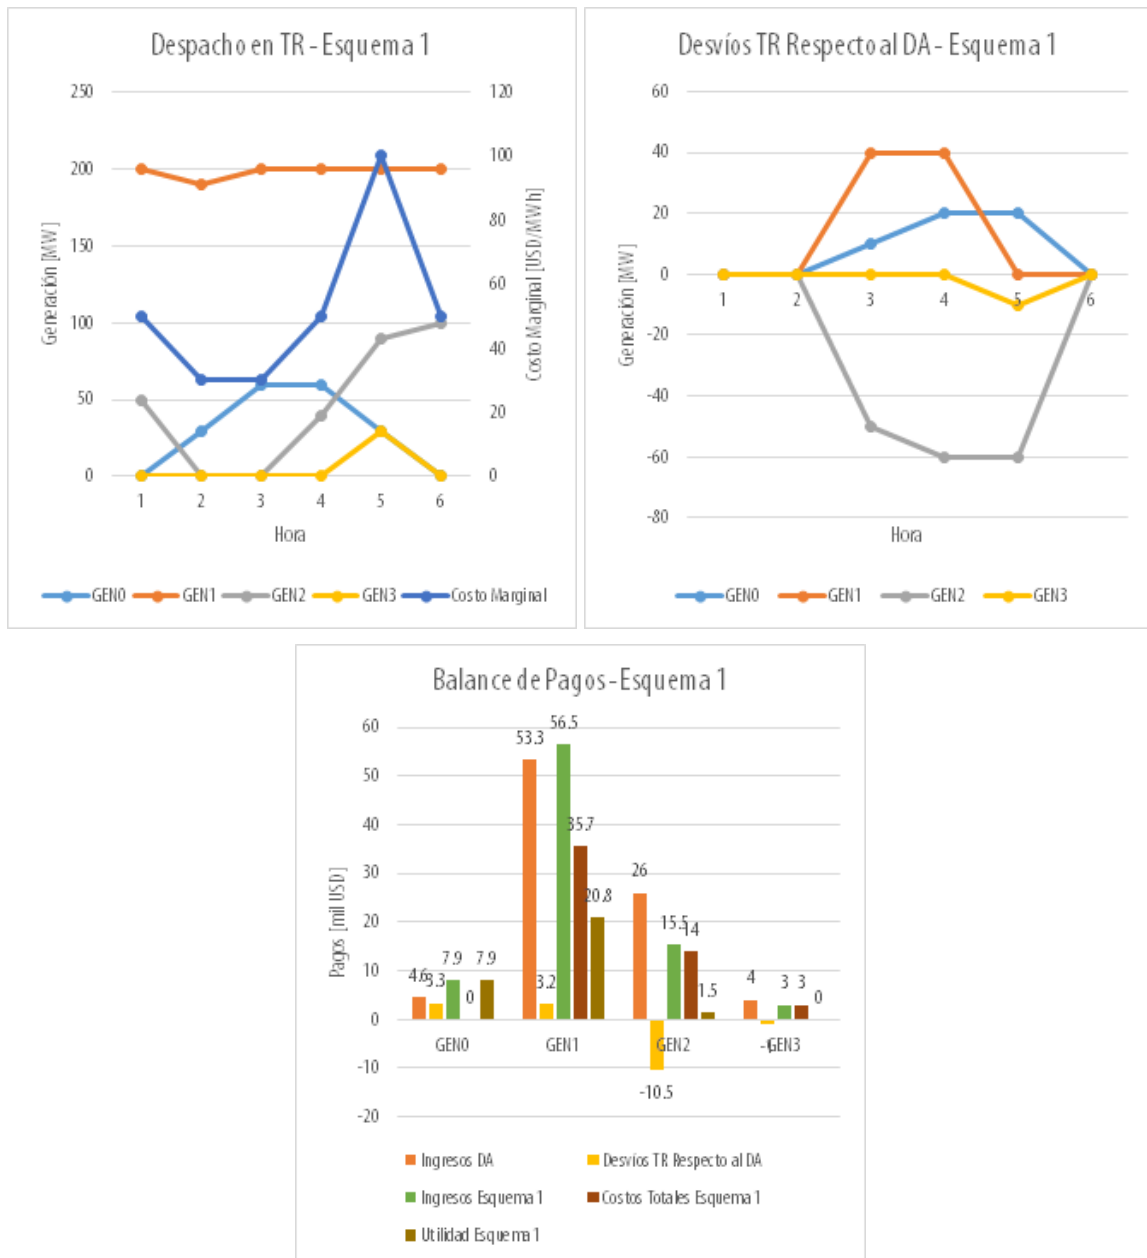 Despacho en TR - Esquema 1
Generación [MW]
250
200
150
100
50
0
120
100
80
60
40
20
0
Costo Marginal [USD/MWh]
1 2 3 4 5 6
Hora
GEN0 GEN1 GEN2 GEN3 Costo Marginal
Desvíos TR Respecto al DA - Esquema 1
Generación [MW]
60
40
20
0
-20
-40
-60
-80
1 2 3 4 5 6
Hora
GEN0 GEN1 GEN2 GEN3
Balance de Pagos - Esquema 1
Pagos [mil USD]
60
50
40
30
20
10
0
-10
-20
4.6 3.3 7.9 0 7.9
53.3 3.2 56.5 35.7 20.8
26 -10.5 15.5 14 1.5
4 3 3 0
GEN0 GEN1 GEN2 GEN3
Ingresos DA Desvíos TR Respecto al DA
Ingresos Esquema 1 Costos Totales Esquema 1
Utilidad Esquema 1